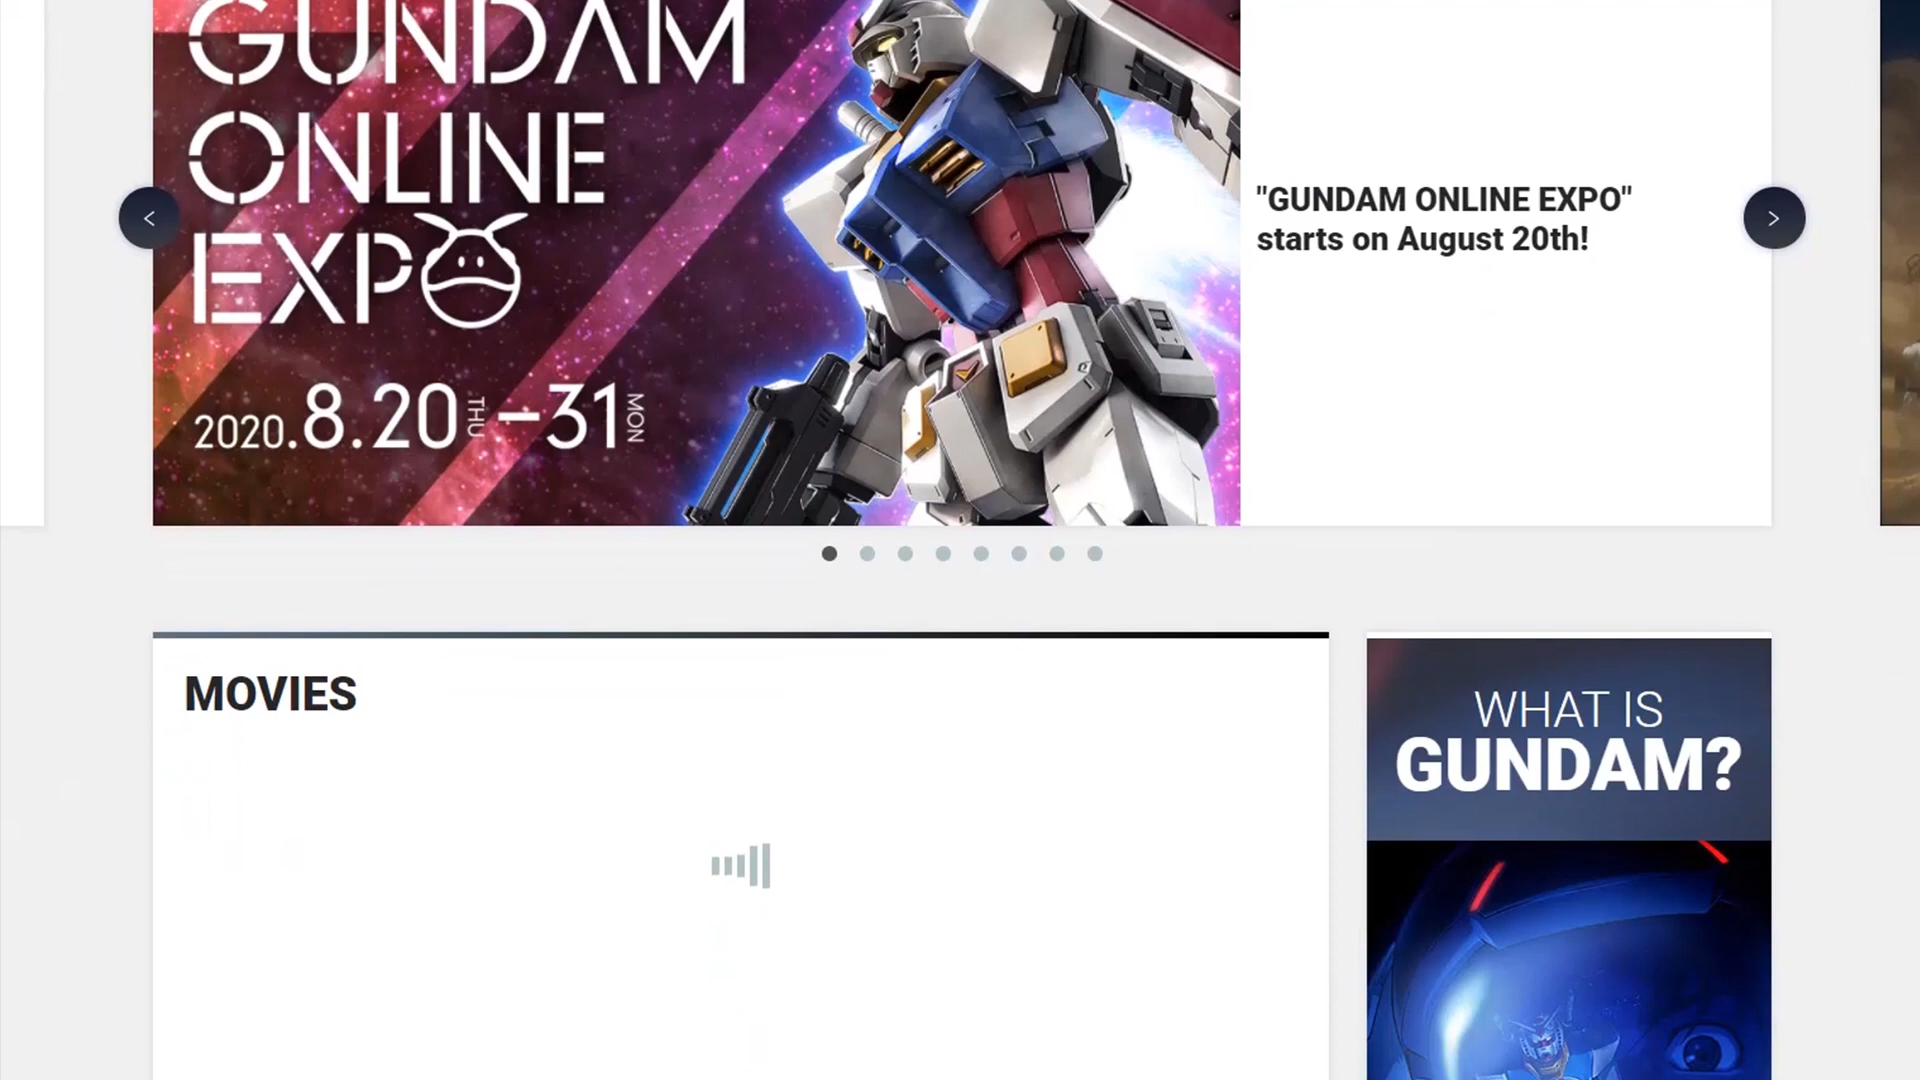 GUNDAM
ONLINE
EXPO
2020.8.20 THU -31 MON
"GUNDAM ONLINE EXPO"
starts on August 20th!
MOVIES
WHAT IS
GUNDAM?